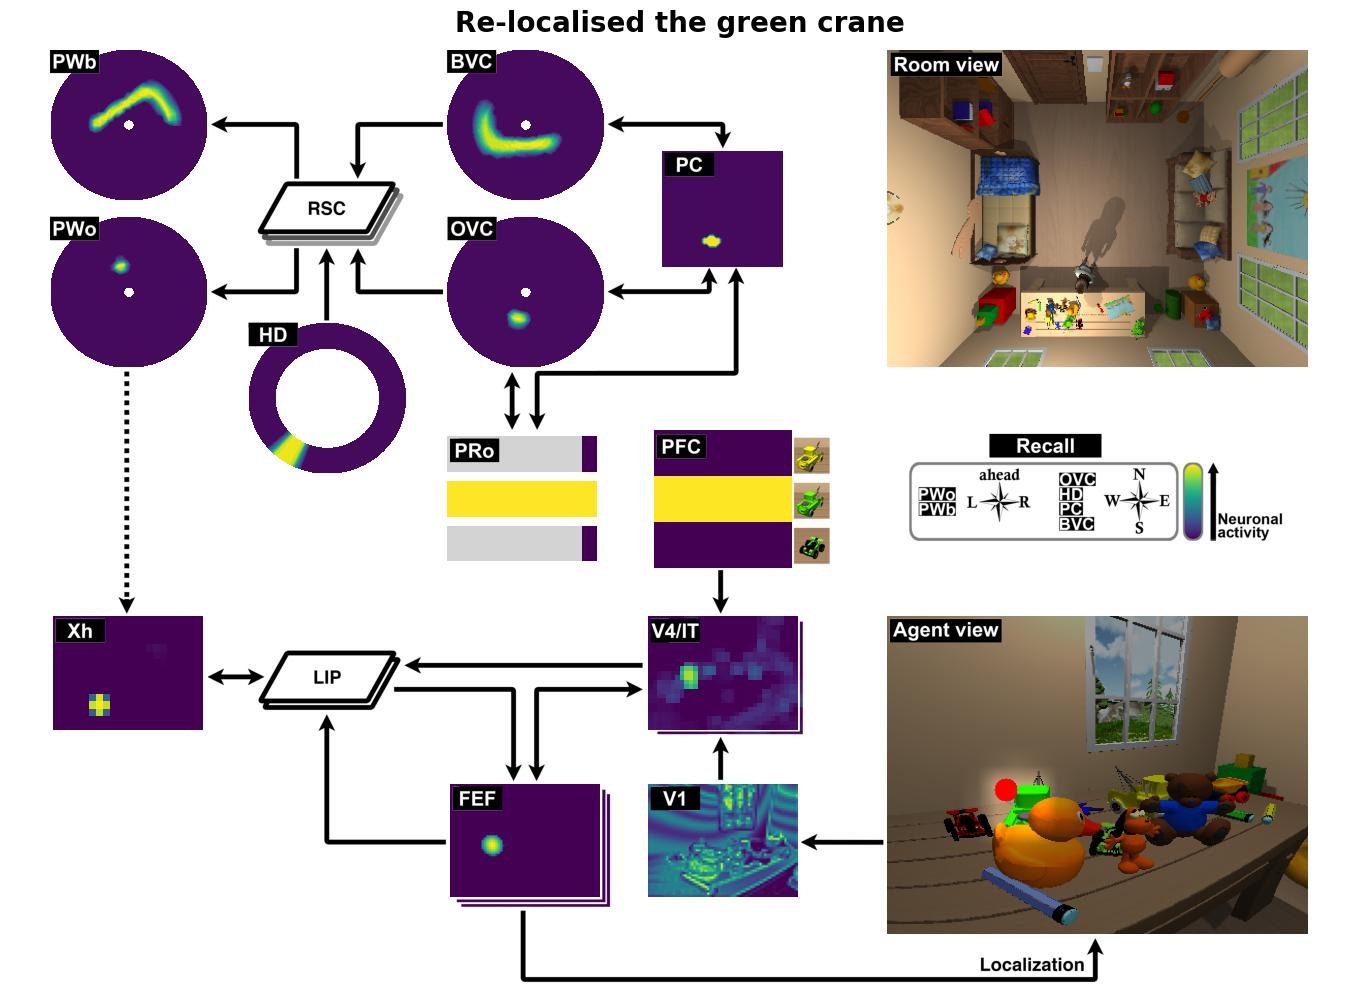 Re-localised the green crane
PWb
BVC
Room view
PC
RSC
PWo
OVC
HD
PRo
PFC
Recall
PWo
PWb
ahead
L
R
OVC
HD
PC
BVC
N
W
E
S
Neuronal
activity
Xh
LIP
V4/IT
Agent view
FEF
V1
Localization